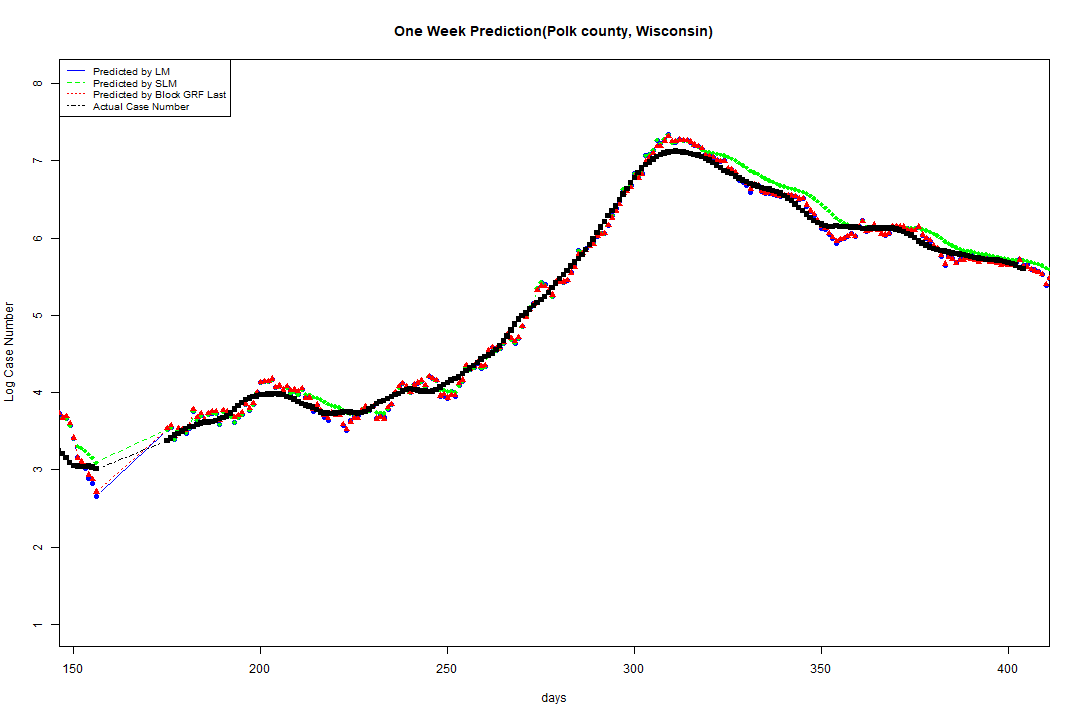 One Week Prediction(Polk county, Wisconsin)
Predicted by LM
Predicted by SLM
Predicted by Block GRF Last
Actual Case Number
8
7
6
5
4
3
2
1
Log Case Number
150 200 250 300 350 400
days